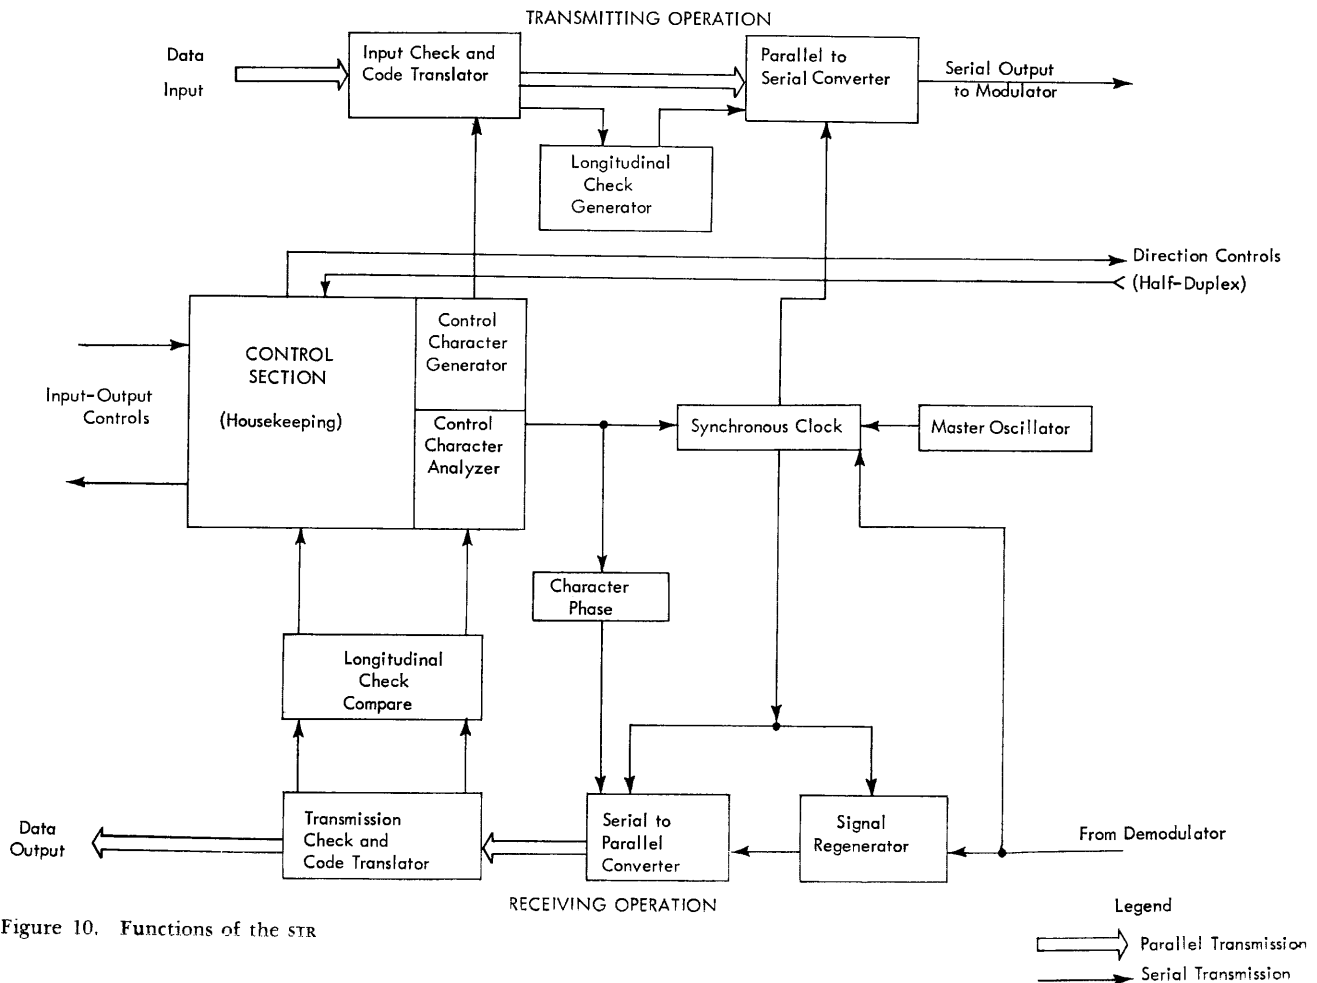 TRANSMITTING OPERATION
Data
Input
Input Check and
Code Translator
Parallel to
Serial Converter
Serial Output
to Modulator
Longitudinal
Check
Generator
Direction Controls
(Half-Duplex)
CONTROL
SECTION
(Housekeeping)
Control
Character
Generator
Control
Character
Analyzer
Input-Output
Controls
Synchronous Clock
Master Oscillator
Character
Phase
Longitudinal
Check
Compare
Data
Output
Transmission
Check and
Code Translator
Serial to
Parallel
Converter
Signal
Regenerator
From Demodulator
RECEIVING OPERATION
Legend
Parallel Transmission
Serial Transmission
Figure 10. Functions of the STR